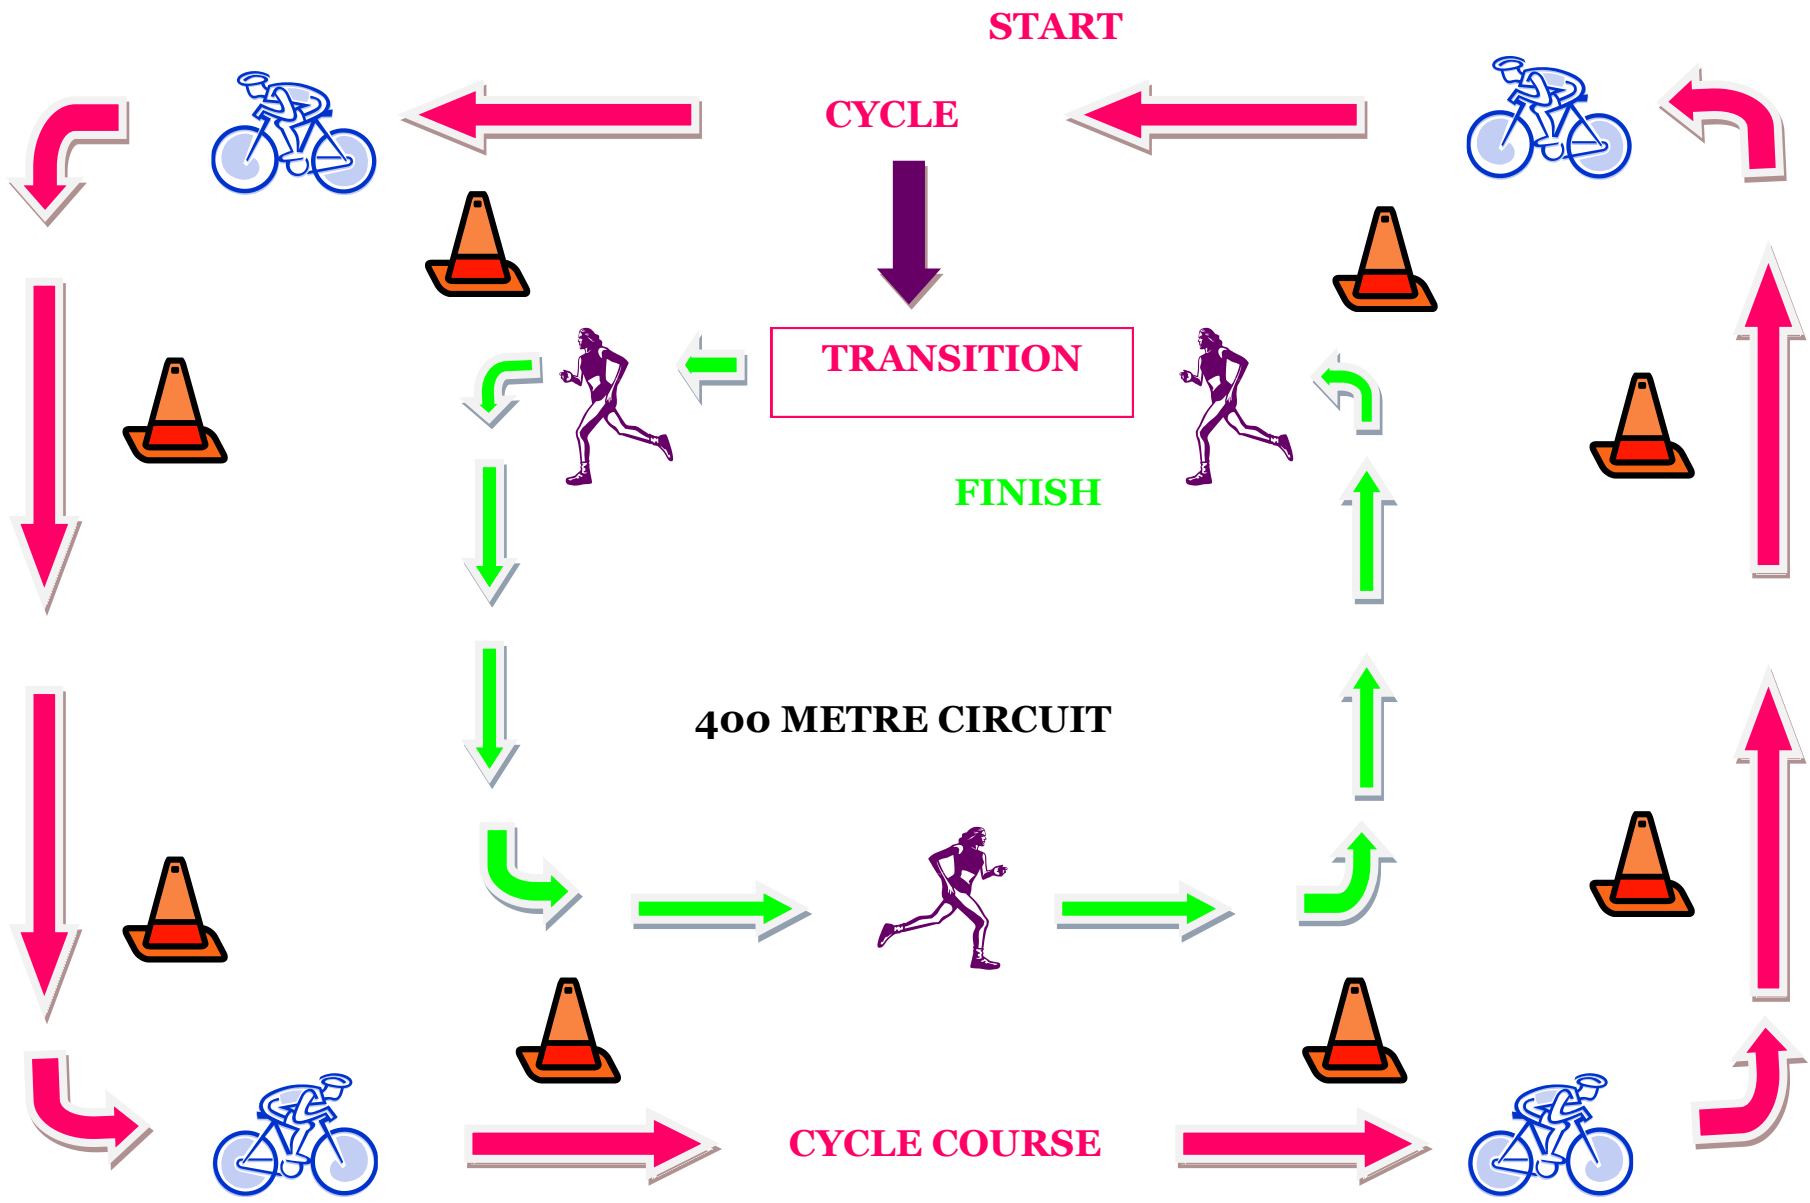 START
CYCLE
TRANSITION
FINISH
400 METRE CIRCUIT
CYCLE COURSE